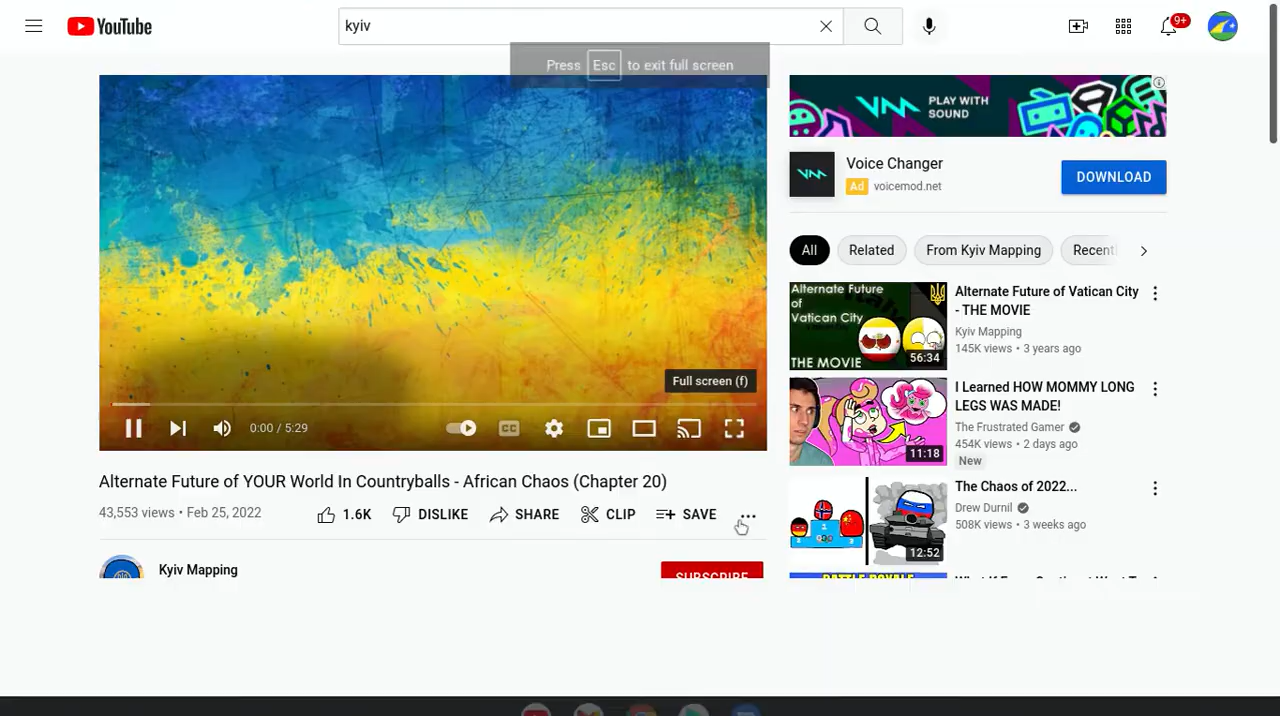 YouTube
kyiv
9+
Press Esc to exit full screen
PLAY WITH
SOUND
Voice Changer
Ad voicemod.net
DOWNLOAD
All
Related
From Kyiv Mapping
Alternate Future
of
Vatican City
THE MOVIE
56:34
Alternate Future of Vatican City
- THE MOVIE
Kyiv Mapping
145K views • 3 years ago
Full screen (f)
I Learned HOW MOMMY LONG
LEGS WAS MADE!
The Frustrated Gamer
454K views • 2 days ago
New
11:18
0:00 / 5:29
CC
Alternate Future of YOUR World In Countryballs - African Chaos (Chapter 20)
43,553 views • Feb 25, 2022
1.6K
DISLIKE
SHARE
CLIP
SAVE
The Chaos of 2022...
Drew Durnil
508K views • 3 weeks ago
12:52
Kyiv Mapping
SUBSCRIBE
BATTLE ROYALE